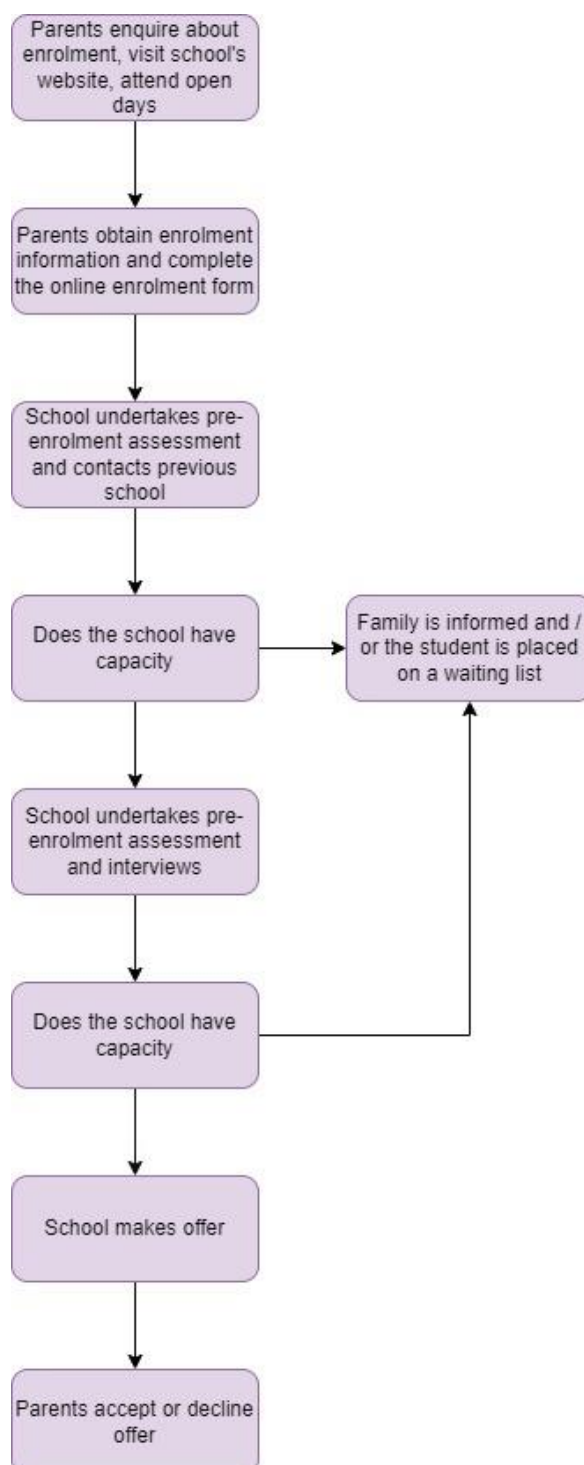 Parents enquire about
enrolment, visit school's
website, attend open
days
Parents obtain enrolment
information and complete
the online enrolment form
School undertakes pre-
enrolment assessment
and contacts previous
school
Does the school have
capacity
Family is informed and /
or the student is placed
on a waiting list
School undertakes pre-
enrolment assessment
and interviews
Does the school have
capacity
School makes offer
Parents accept or decline
offer